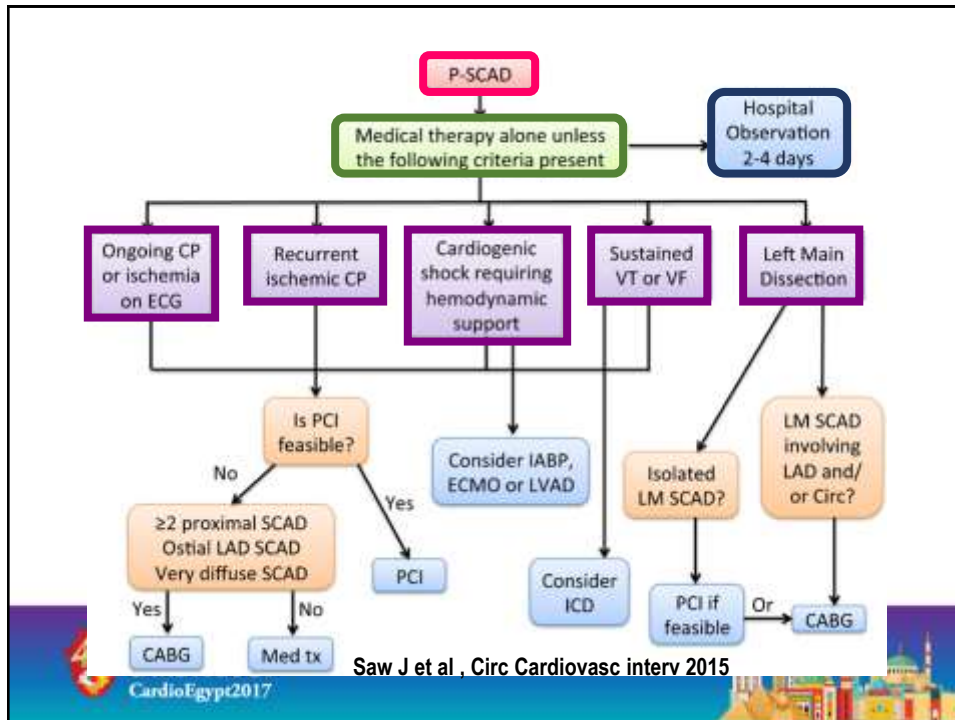 P-SCAD
Medical therapy alone unless
the following criteria present
Hospital
Observation
2-4 days
Ongoing CP
or ischemia
on ECG
Recurrent
ischemic CP
Cardiogenic
shock requiring
hemodynamic
support
Sustained
VT or VF
Left Main
Dissection
Is PCI
feasible?
No
Yes
Consider IABP,
ECMO or LVAD
Isolated
LM SCAD?
LM SCAD
involving
LAD and/
or Circ?
≥2 proximal SCAD
Ostial LAD SCAD
Very diffuse SCAD
PCI
Consider
ICD
PCI if
feasible
Or
CABG
Yes
No
CABG
Med tx
Saw J et al , Circ Cardiovasc interv 2015
CardioEgypt2017